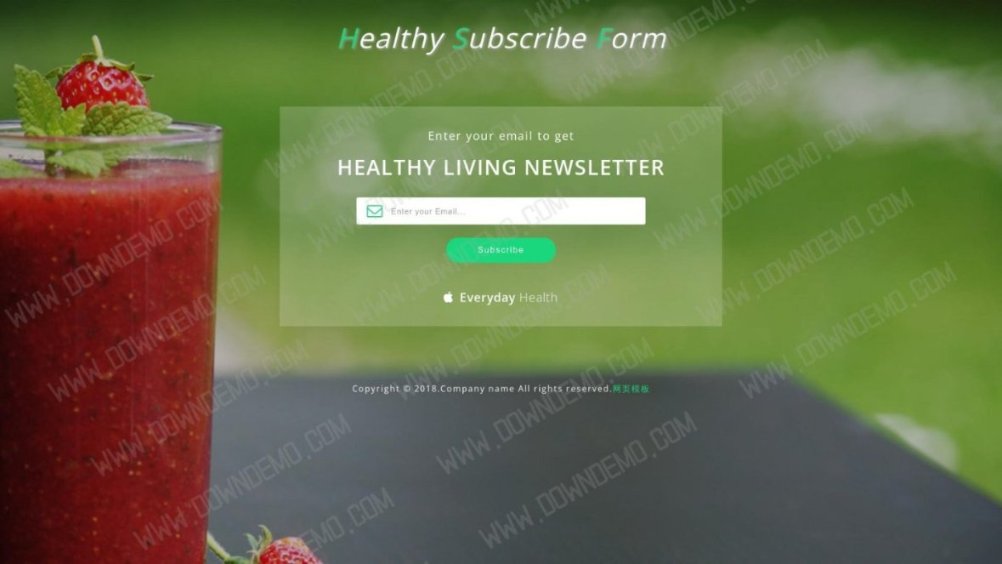 Healthy Subscribe Form
Enter your email to get
HEALTHY LIVING NEWSLETTER
Enter your Email...
Subscribe
Everyday Health
Copyright © 2018.Company name All rights reserved.网页模板
WWW.DOWNDEMO.COM